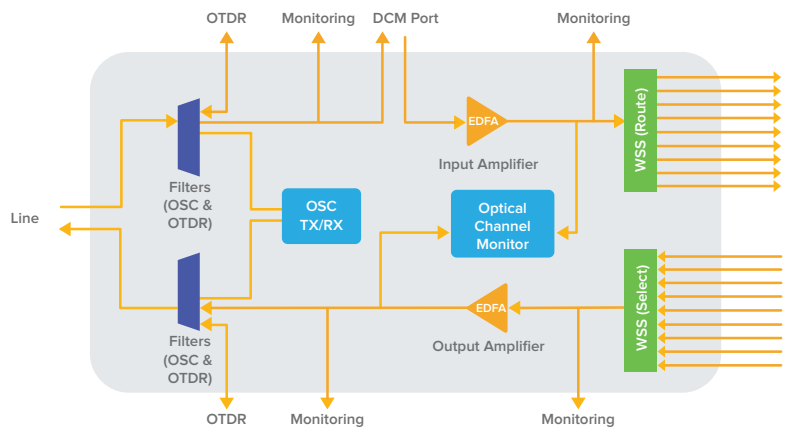 OTDR
Monitoring
DCM Port
Monitoring
EDFA
Input Amplifier
WSS (Route)
Filters
(OSC &
OTDR)
Line
OSC
TX/RX
Optical
Channel
Monitor
EDFA
Output Amplifier
WSS (Select)
Filters
(OSC &
OTDR)
OTDR
Monitoring
Monitoring